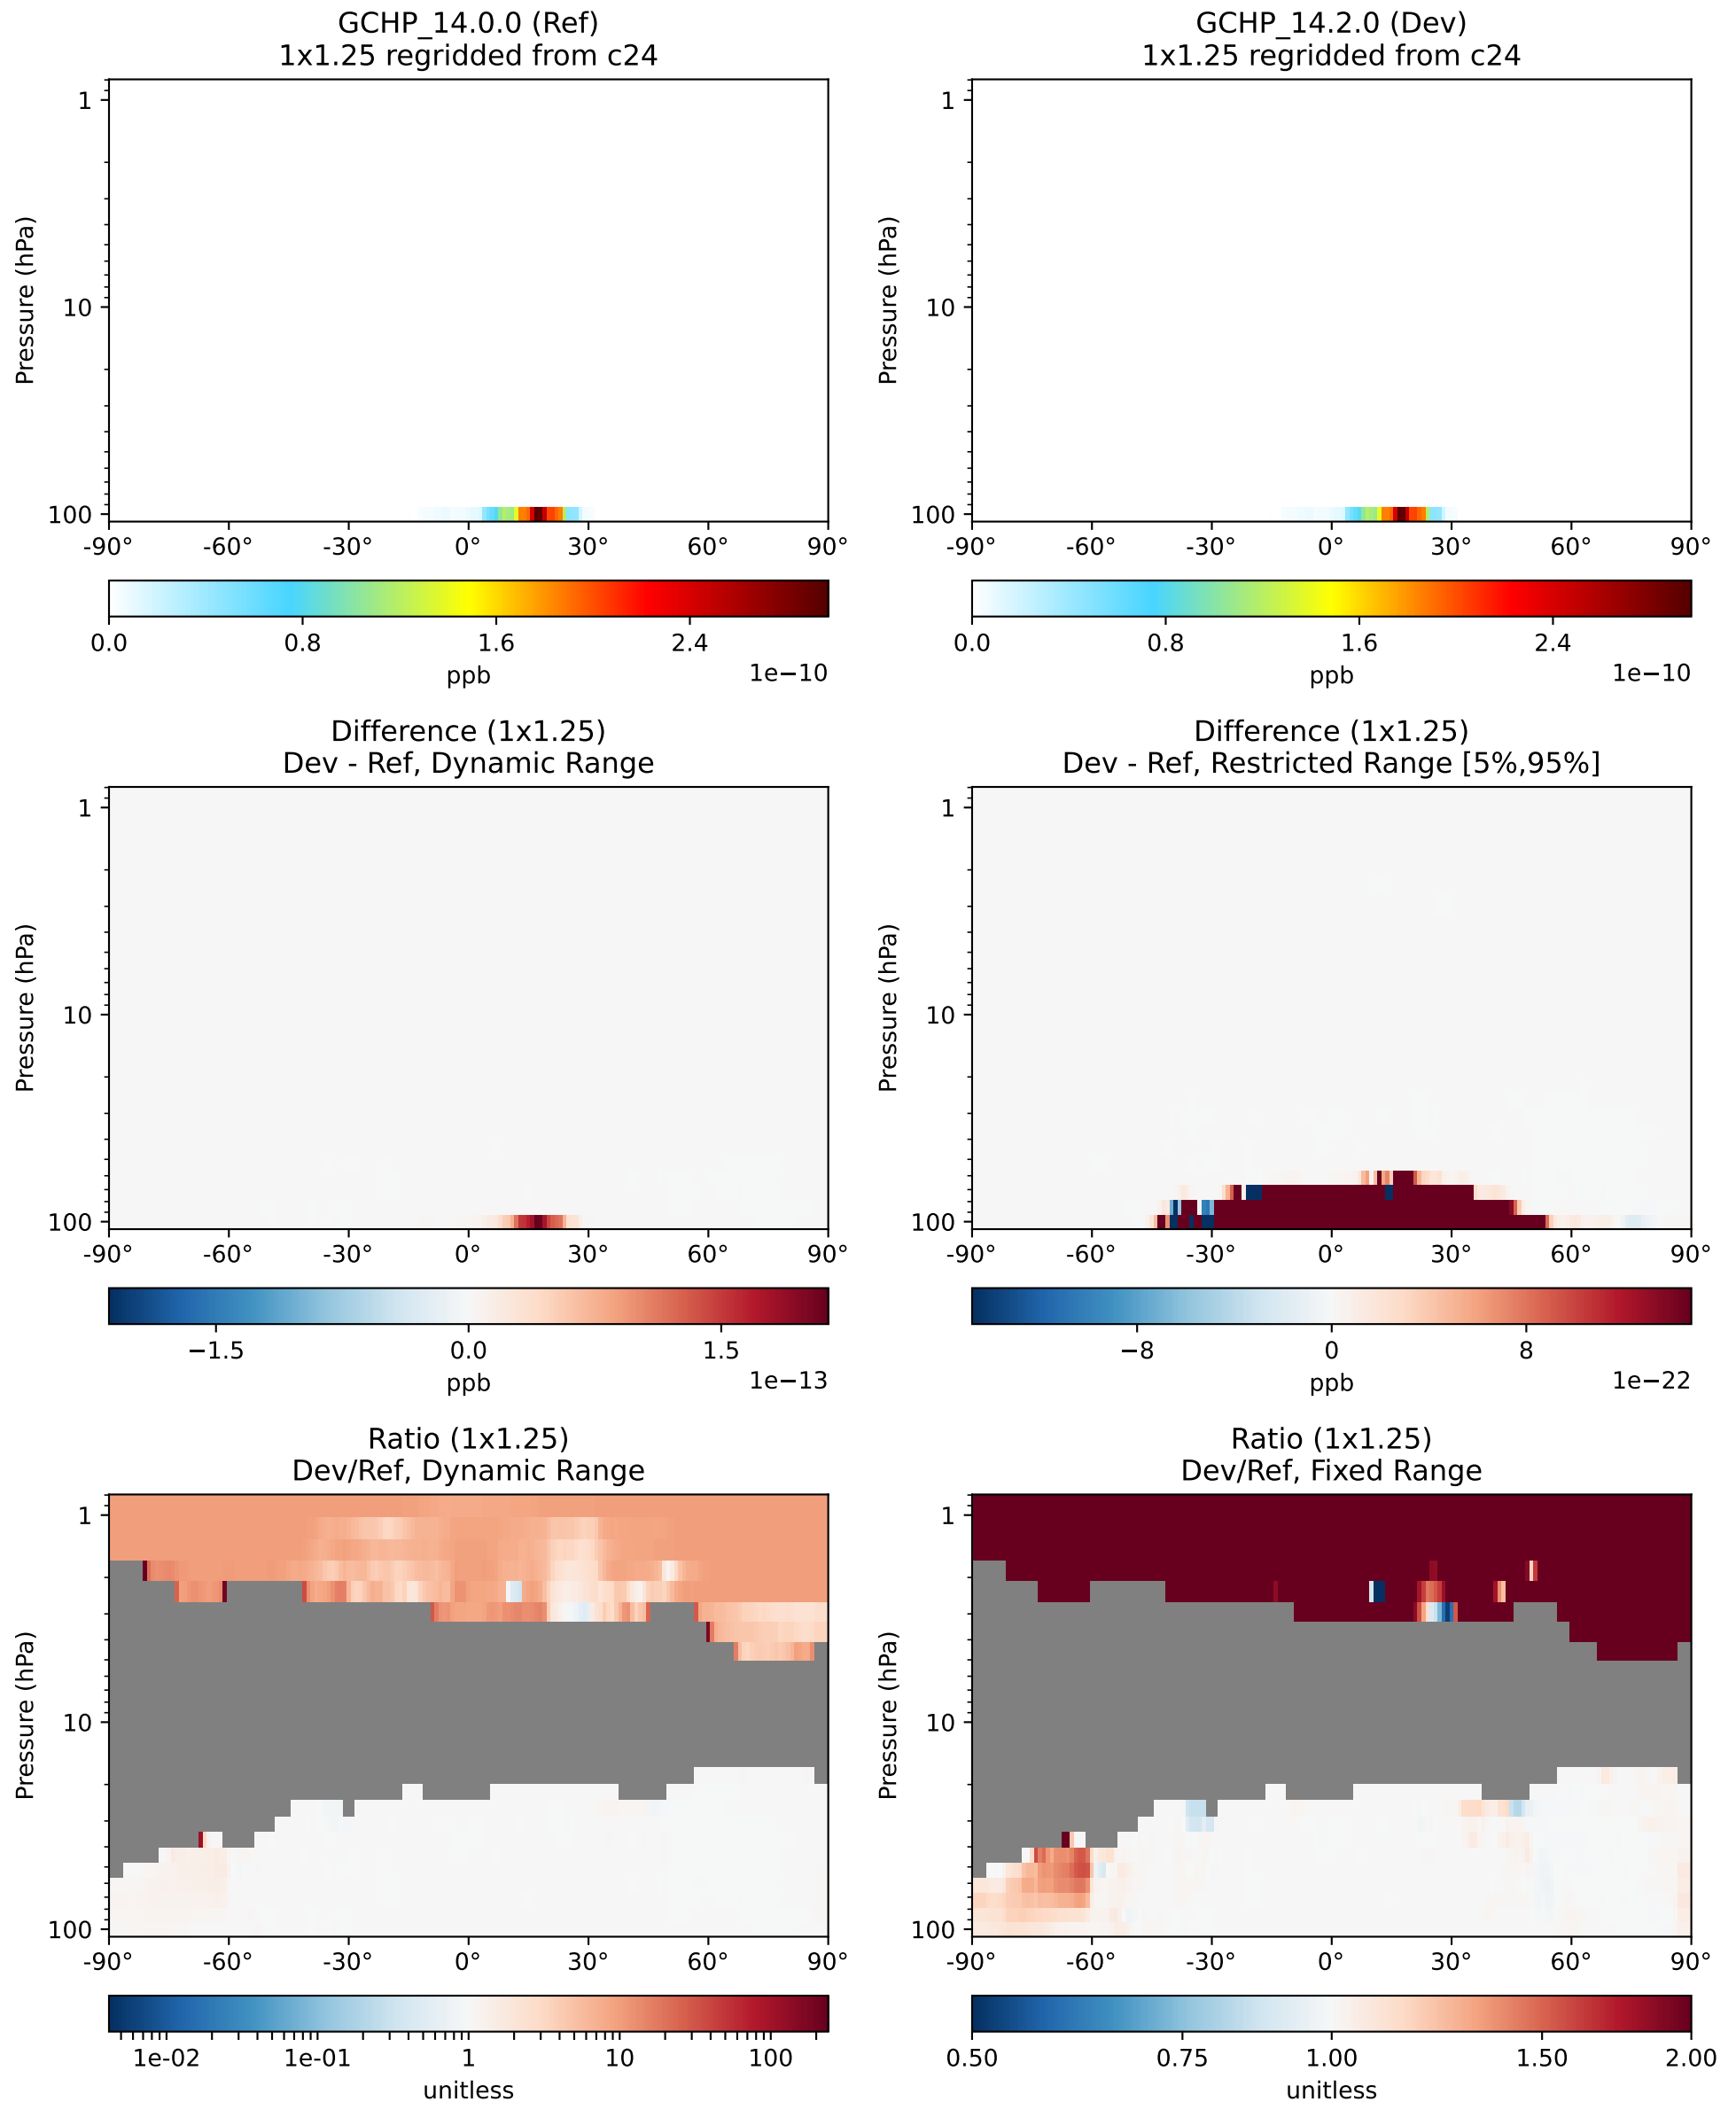 GCHP_14.0.0 (Ref)
1x1.25 regridded from c24
Pressure (hPa)
1
10
100
-90° -60° -30° 0° 30° 60° 90°
0.0 0.8 1.6 2.4
ppb
1e−10
GCHP_14.2.0 (Dev)
1x1.25 regridded from c24
Pressure (hPa)
1
10
100
-90° -60° -30° 0° 30° 60° 90°
0.0 0.8 1.6 2.4
ppb
1e−10
Difference (1x1.25)
Dev - Ref, Dynamic Range
Pressure (hPa)
1
10
100
-90° -60° -30° 0° 30° 60° 90°
−1.5 0.0 1.5
ppb
1e−13
Difference (1x1.25)
Dev - Ref, Restricted Range [5%,95%]
Pressure (hPa)
1
10
100
-90° -60° -30° 0° 30° 60° 90°
−8 0 8
ppb
1e−22
Ratio (1x1.25)
Dev/Ref, Dynamic Range
Pressure (hPa)
1
10
100
-90° -60° -30° 0° 30° 60° 90°
1e-02 1e-01 1 10 100
unitless
Ratio (1x1.25)
Dev/Ref, Fixed Range
Pressure (hPa)
1
10
100
-90° -60° -30° 0° 30° 60° 90°
0.50 0.75 1.00 1.50 2.00
unitless